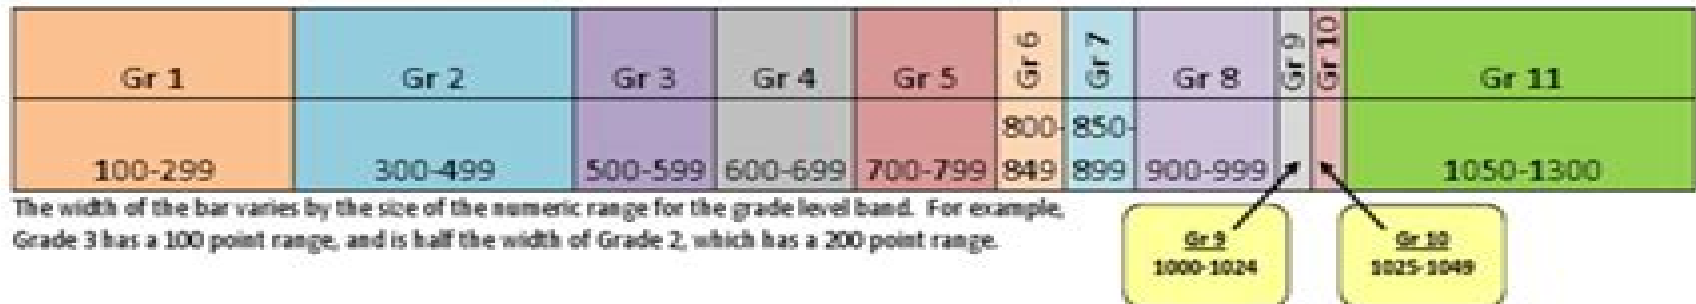 Gr 1 Gr 2 Gr 3 Gr 4 Gr 5 Gr 6 Gr 7 Gr 8 Gr 9 Gr 10 Gr 11
100-299 300-499 500-599 600-699 700-799 800-849 850-899 900-999 1050-1300
The width of the bar varies by the size of the numeric range for the grade level band. For example,
Grade 3 has a 100 point range, and is half the width of Grade 2, which has a 200 point range.
Gr 9
1000-1024
Gr 10
1025-1049